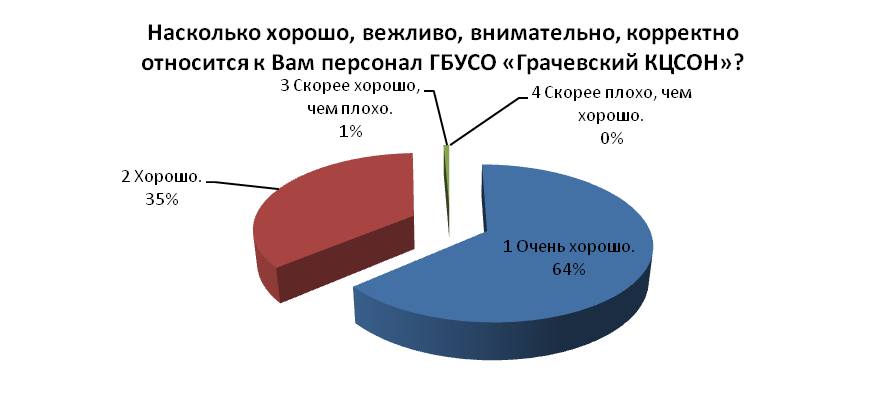 Насколько хорошо, вежливо, внимательно, корректно
относится к Вам персонал ГБУСО «Грачевский КЦСОН»?
3 Скорее хорошо,
чем плохо.
1%
4 Скорее плохо, чем
хорошо.
0%
2 Хорошо.
35%
1 Очень хорошо.
64%